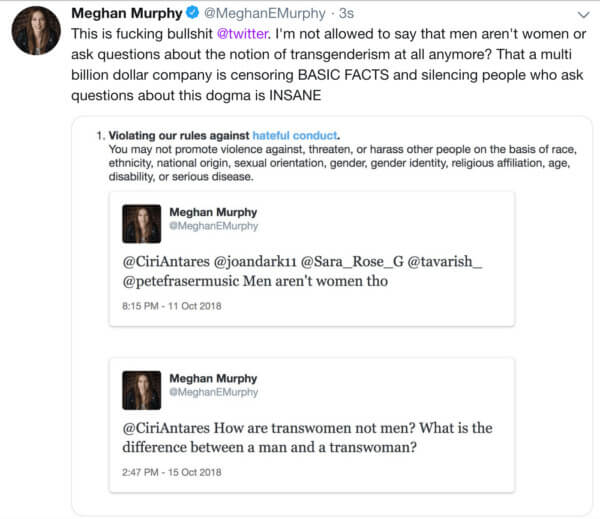 Meghan Murphy @MeghanEMurphy · 3s
This is fucking bullshit @twitter. I'm not allowed to say that men aren't women or
ask questions about the notion of transgenderism at all anymore? That a multi
billion dollar company is censoring BASIC FACTS and silencing people who ask
questions about this dogma is INSANE
1. Violating our rules against hateful conduct.
You may not promote violence against, threaten, or harass other people on the basis of race,
ethnicity, national origin, sexual orientation, gender, gender identity, religious affiliation, age,
disability, or serious disease.
Meghan Murphy
@MeghanEMurphy
@CiriAntares @joandark11 @Sara_Rose_G @tavarish_
@petefrasermusic Men aren't women tho
8:15 PM - 11 Oct 2018
Meghan Murphy
@MeghanEMurphy
@CiriAntares How are transwomen not men? What is the
difference between a man and a transwoman?
2:47 PM - 15 Oct 2018